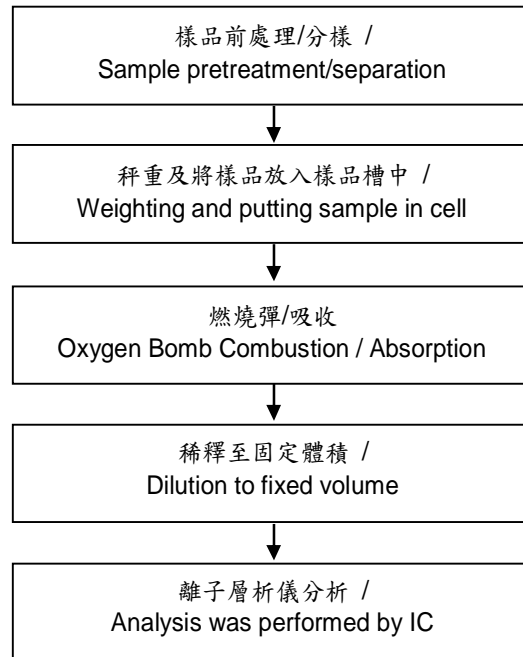 樣品前處理/分樣 /
Sample pretreatment/separation
秤重及將樣品放入樣品槽中 /
Weighting and putting sample in cell
燃燒彈/吸收
Oxygen Bomb Combustion / Absorption
稀釋至固定體積 /
Dilution to fixed volume
離子層析儀分析 /
Analysis was performed by IC